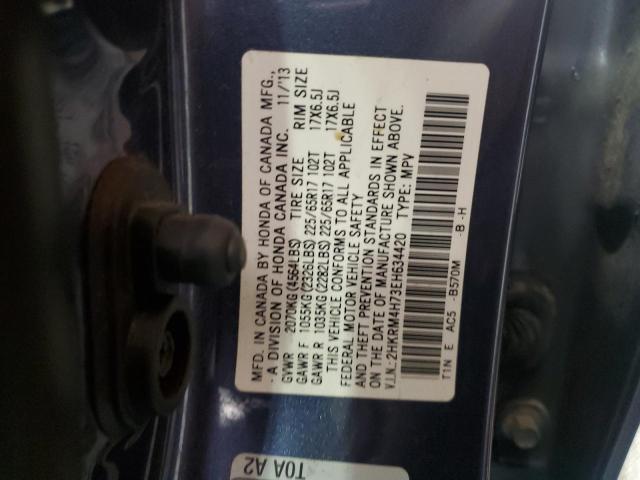 MFD. IN CANADA BY HONDA OF CANADA MFG.,
- A DIVISION OF HONDA CANADA INC. 11/'13
GVWR 2070KG(4564LBS) TIRE SIZE RIM SIZE
GAWR F 1055KG(2326LBS) 225/65R17 102T 17X6.5J
GAWR R 1035KG(2282LBS) 225/65R17 102T 17X6.5J
THIS VEHICLE CONFORMS TO ALL APPLICABLE
FEDERAL MOTOR VEHICLE SAFETY
AND THEFT PREVENTION STANDARDS IN EFFECT
ON THE DATE OF MANUFACTURE SHOWN ABOVE.
V.I.N.:2HKRM4H73EH634420 TYPE: MPV
T1N E AC5 -B570M -B -H
TOA A2